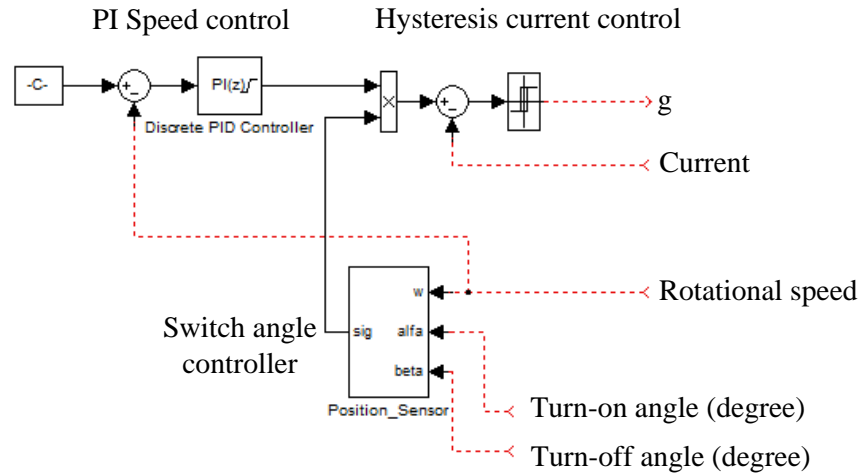 PI Speed control
Hysteresis current control
-C-
+
-
PI(z)
Discrete PID Controller
×
+
-
g
Current
Rotational speed
Switch angle
controller
w
sig
alfa
beta
Position_Sensor
Turn-on angle (degree)
Turn-off angle (degree)